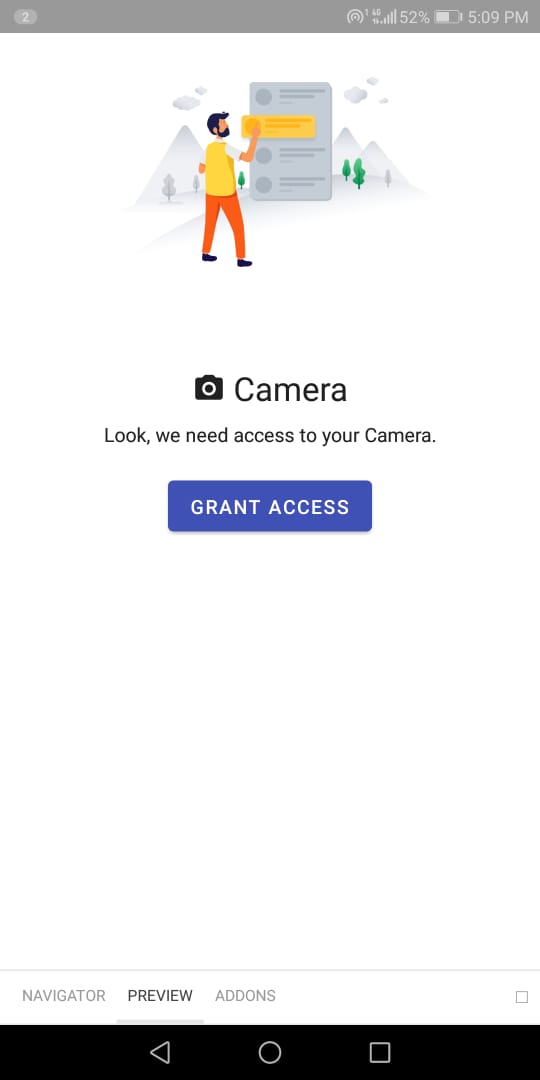 2 1 4G 52% 5:09 PM
Camera
Look, we need access to your Camera.
GRANT ACCESS
NAVIGATOR PREVIEW ADDONS